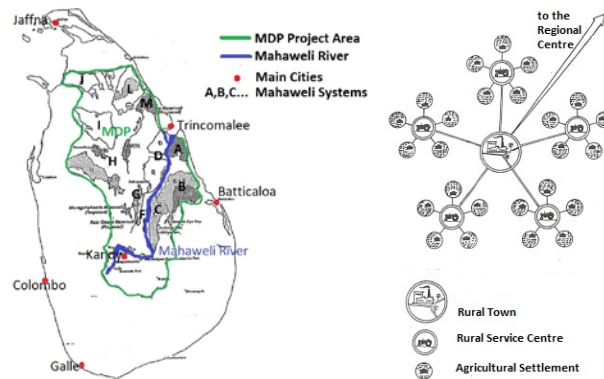 Jaffna
MDP Project Area
Mahaweli River
Main Cities
A,B,C... Mahaweli Systems
J
L
M
Trincomalee
I
MDP
D
A
H
B
Batticaloa
G
F
C
Kandy
Mahaweli River
Colombo
Galle
to the
Regional
Centre
Rural Town
Rural Service Centre
Agricultural Settlement